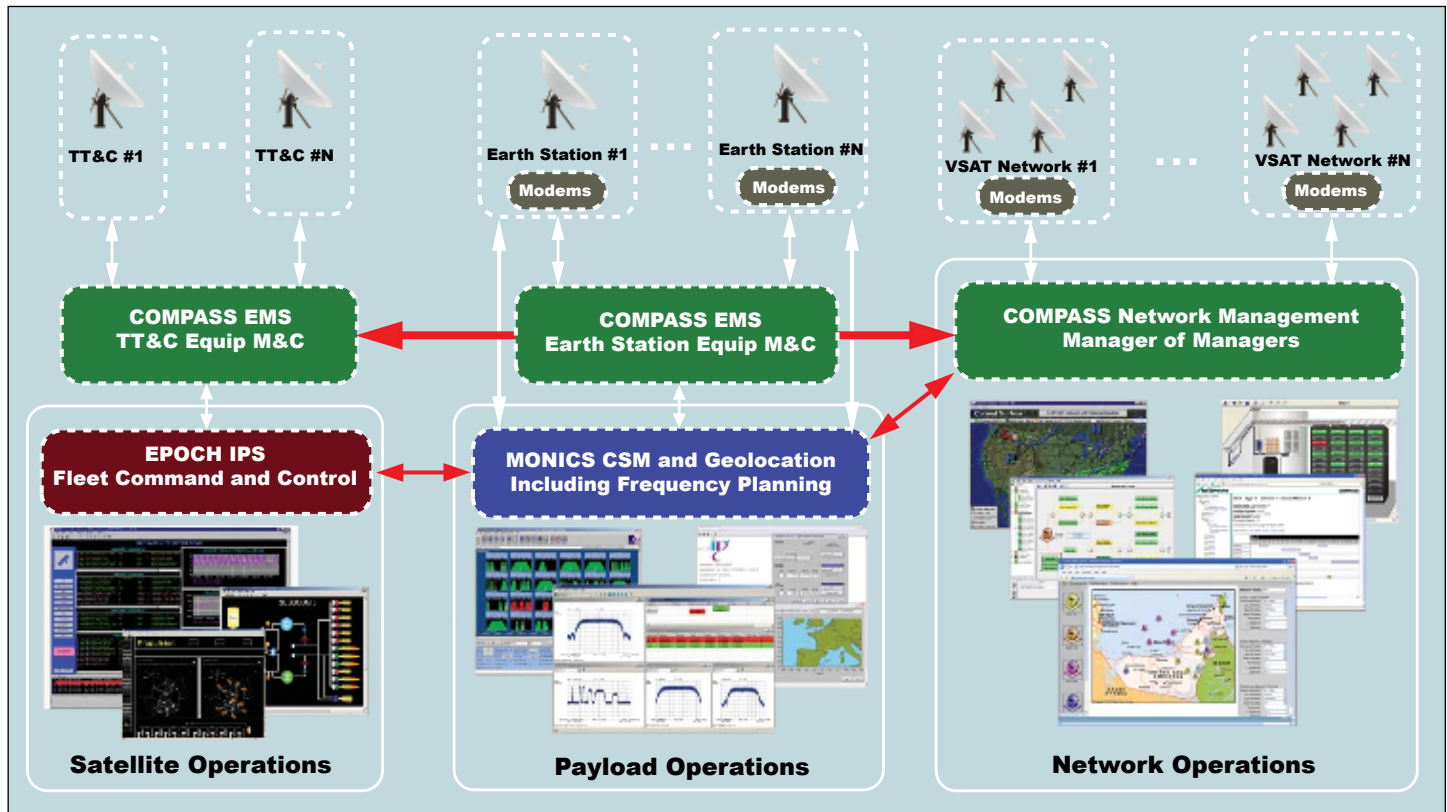 TT&C #1
TT&C #N
Earth Station #1
Modems
Earth Station #N
Modems
VSAT Network #1
Modems
VSAT Network #N
Modems
COMPASS EMS
TT&C Equip M&C
COMPASS EMS
Earth Station Equip M&C
COMPASS Network Management
Manager of Managers
EPOCH IPS
Fleet Command and Control
MONICS CSM and Geolocation
Including Frequency Planning
Propulsion
Satellite Operations
Payload Operations
Network Operations